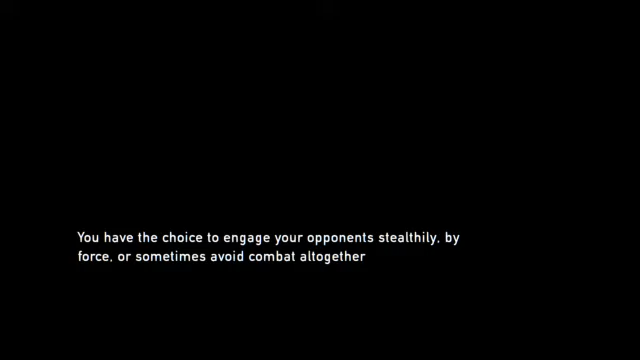 You have the choice to engage your opponents stealthily, by
force, or sometimes avoid combat altogether